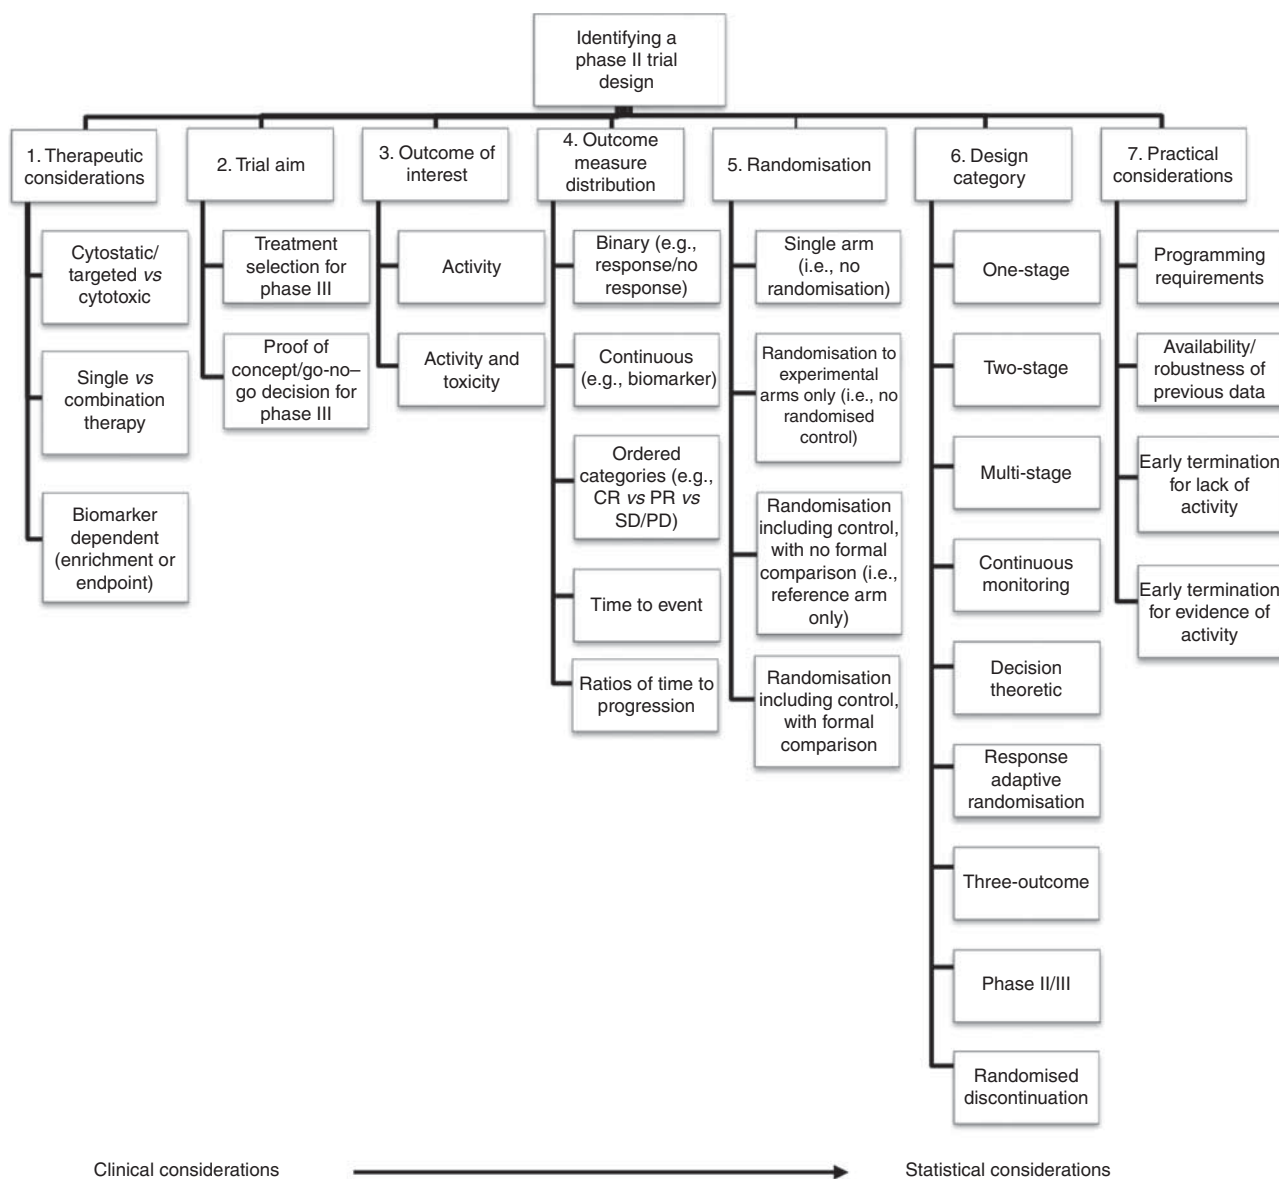 Identifying a
phase II trial
design
1. Therapeutic
considerations
Cytostatic/
targeted vs
cytotoxic
Single vs
combination
therapy
Biomarker
dependent
(enrichment or
endpoint)
2. Trial aim
Treatment
selection for
phase III
Proof of
concept/go-no–
go decision for
phase III
3. Outcome of
interest
Activity
Activity and
toxicity
4. Outcome
measure
distribution
Binary (e.g.,
response/no
response)
Continuous
(e.g., biomarker)
Ordered
categories (e.g.,
CR vs PR vs
SD/PD)
Time to event
Ratios of time to
progression
5. Randomisation
Single arm
(i.e., no
randomisation)
Randomisation to
experimental
arms only (i.e., no
randomised
control)
Randomisation
including control,
with no formal
comparison (i.e.,
reference arm
only)
Randomisation
including control,
with formal
comparison
6. Design
category
One-stage
Two-stage
Multi-stage
Continuous
monitoring
Decision
theoretic
Response
adaptive
randomisation
Three-outcome
Phase II/III
Randomised
discontinuation
7. Practical
considerations
Programming
requirements
Availability/
robustness of
previous data
Early termination
for lack of
activity
Early termination
for evidence of
activity
Clinical considerations
Statistical considerations